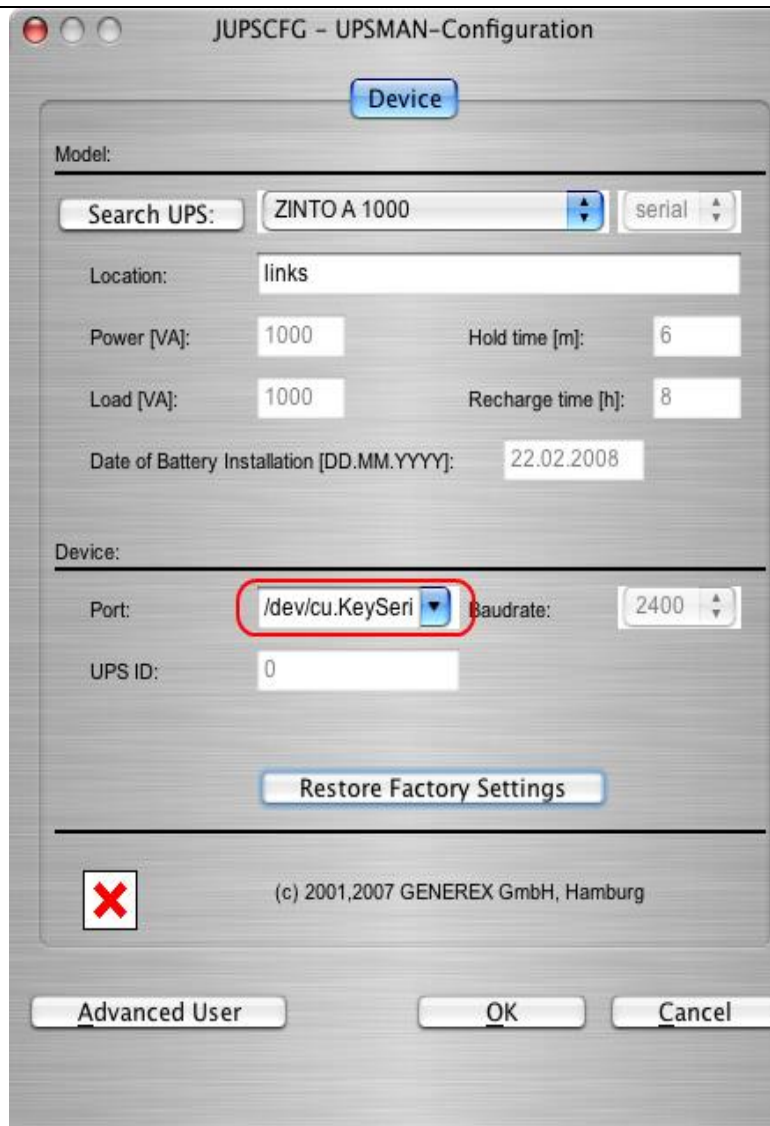 JUPSCFG - UPSMAN-Configuration
Device
Model:
Search UPS: ZINTO A 1000 serial
Location: links
Power [VA]: 1000 Hold time [m]: 6
Load [VA]: 1000 Recharge time [h]: 8
Date of Battery Installation [DD.MM.YYYY]: 22.02.2008
Device:
Port: /dev/cu.KeySeri Baudrate: 2400
UPS ID: 0
Restore Factory Settings
(c) 2001,2007 GENEREX GmbH, Hamburg
Advanced User OK Cancel